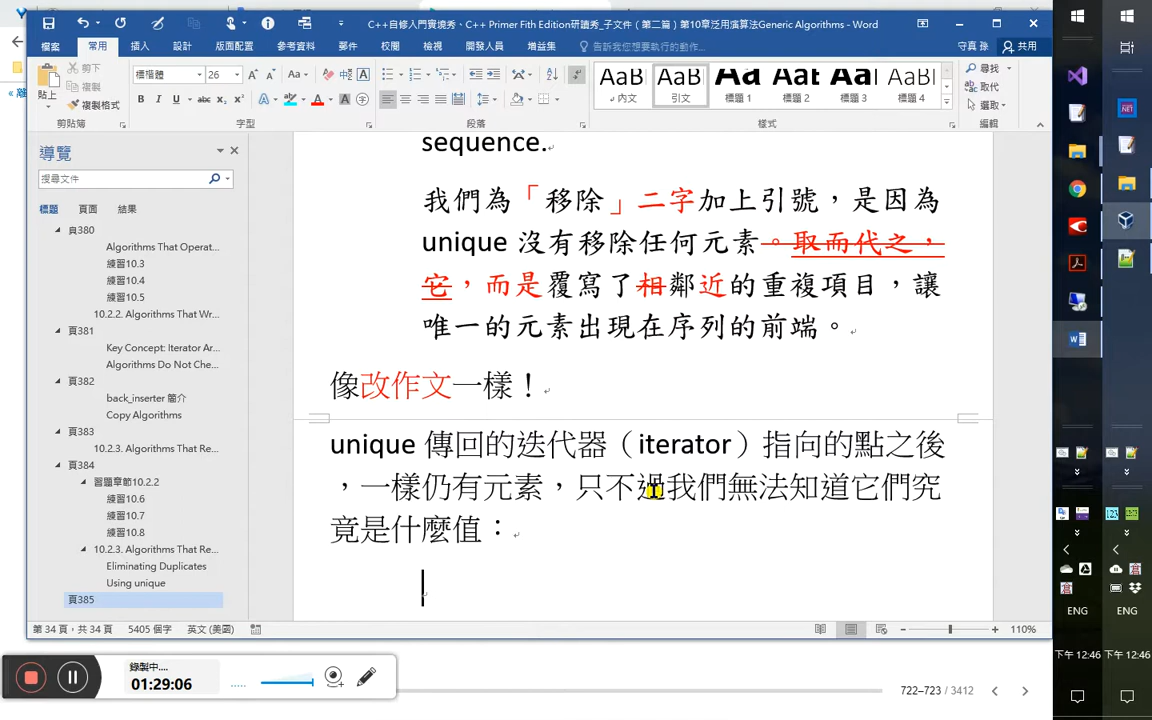 C++自修入門賢燒秀、C++ Primer Fith Edition研讀秀_子文件（第二篇）第10章泛用演算法Generic Algorithms - Word
檔案 常用 插入 設計 版面配置 參考資料 郵件 校閱 檢視 開發人員 增益集 告訴我您想要執行的動作... 守真 孫 共用
貼上 剪下 複製 複製格式
楷撸體 26
AaBb AaBb Aa Aab Aal AaBl
內文 引文 標題 1 標題 2 標題 3 標題 4
尋找 取代 選取
剪貼簿 字型 段落 樣式 編輯
導覽
搜尋文件
標題 頁面 結果
頁380
Algorithms That Operat...
練習10.3
練習10.4
練習10.5
10.2.2. Algorithms That Wr...
頁381
Key Concept: Iterator Ar...
Algorithms Do Not Che...
頁382
back_inserter 簡介
Copy Algorithms
頁383
10.2.3. Algorithms That Re...
頁384
習題章節10.2.2
練習10.6
練習10.7
練習10.8
10.2.3. Algorithms That Re...
Eliminating Duplicates
Using unique
頁385
sequence.
我們為「移除」二字加上引號，是因為
unique 沒有移除任何元素。取而代之，
它，而是覆寫了相鄰近的重複項目，讓
唯一的元素出現在序列的前端。
像改作文一樣！
unique 傳回的迭代器（iterator）指向的點之後
，一樣仍有元素，只不過我們無法知道它們究
竟是什麼值：
第 34 頁，共 34 頁 5405 個字 英文 (美國) 110%
錄製中....
01:29:06
722–723 / 3412
ENG ENG
下午 12:46 下午 12:46